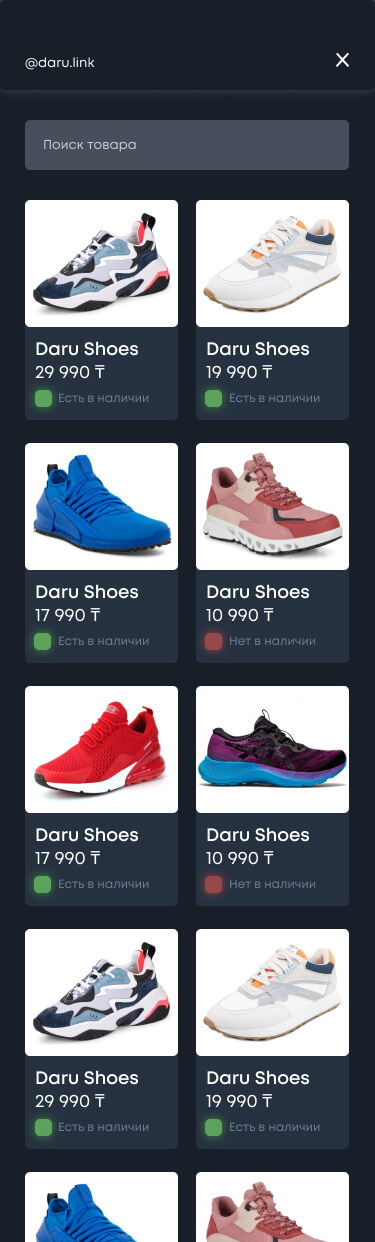 @daru.link
Поиск товара
Daru Shoes
29 990 ₸
Есть в наличии
Daru Shoes
19 990 ₸
Есть в наличии
Daru Shoes
17 990 ₸
Есть в наличии
Daru Shoes
10 990 ₸
Нет в наличии
Daru Shoes
17 990 ₸
Есть в наличии
Daru Shoes
10 990 ₸
Нет в наличии
Daru Shoes
29 990 ₸
Есть в наличии
Daru Shoes
19 990 ₸
Есть в наличии